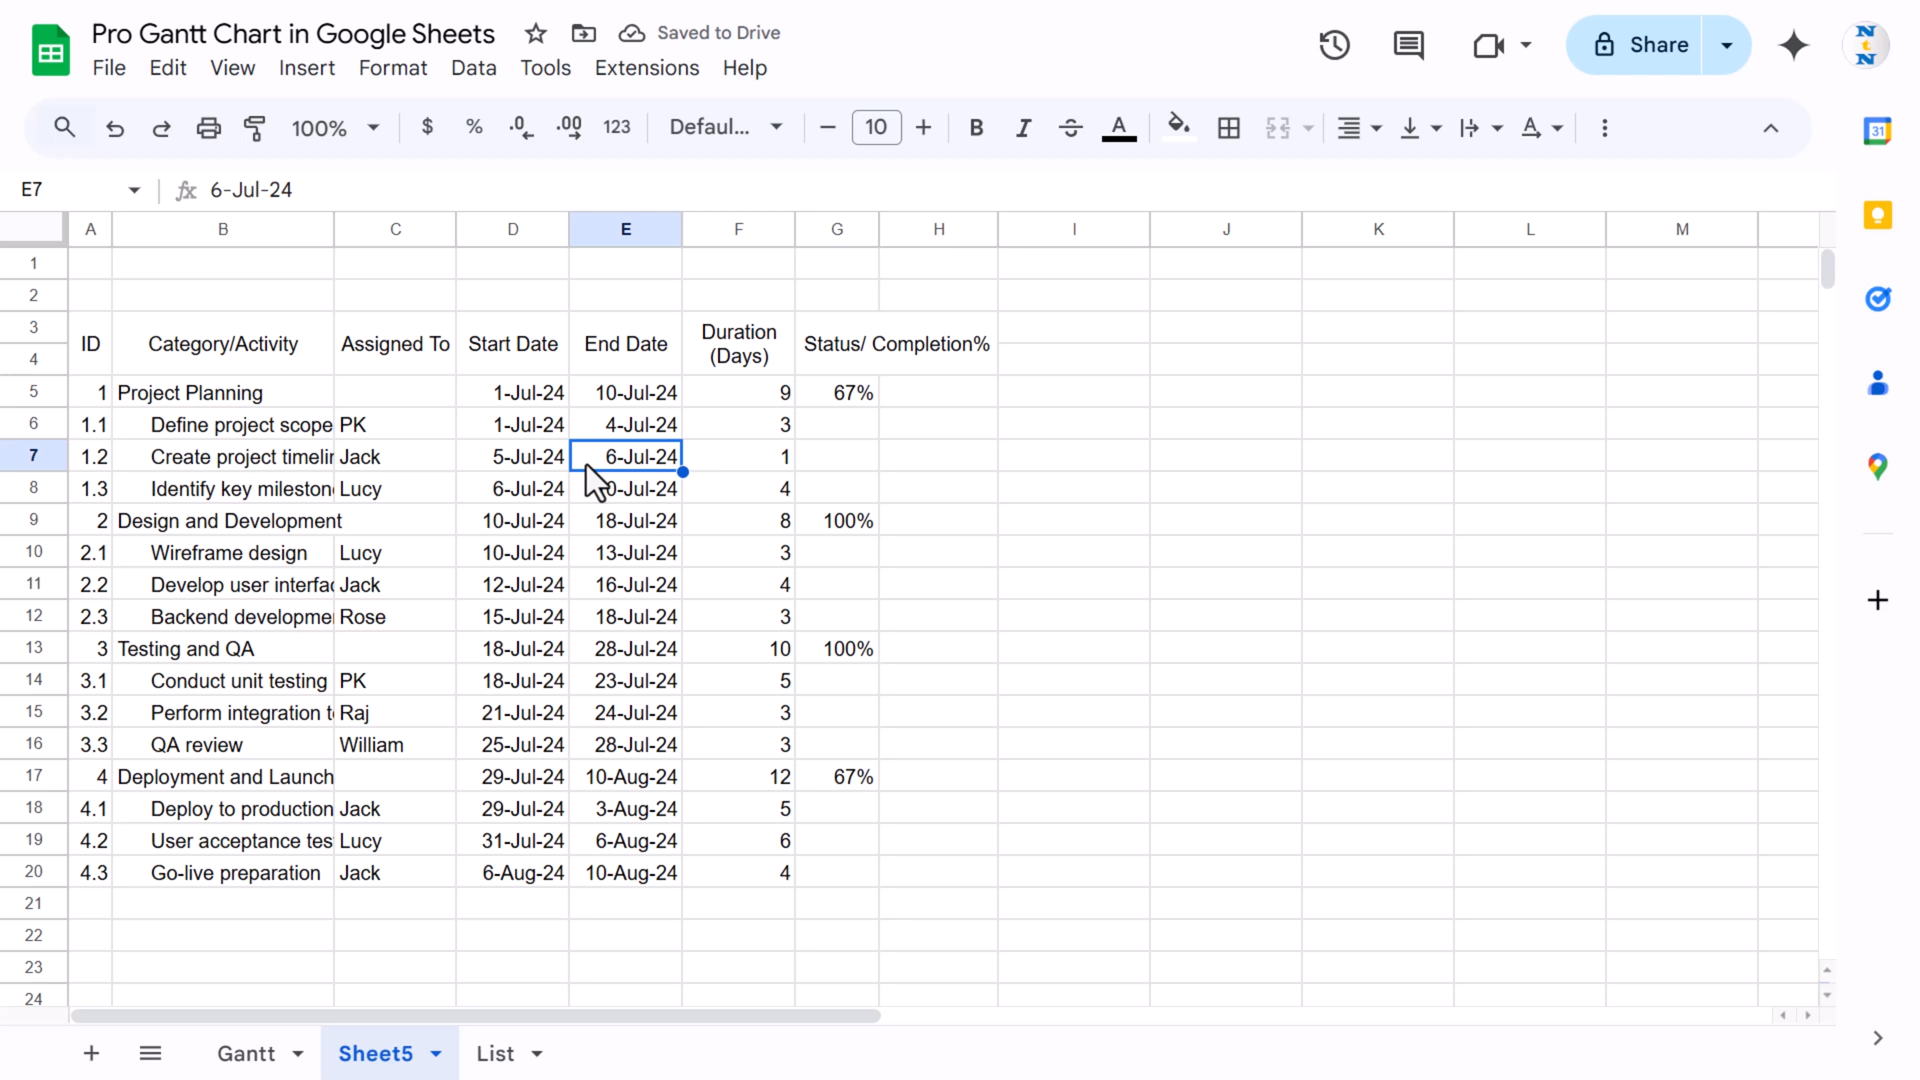 Pro Gantt Chart in Google Sheets Saved to Drive
File Edit View Insert Format Data Tools Extensions Help
Share
N
t
N
100% $ % .0 .00 123 Defaul... 10 B I A A
31
E7 fx 6-Jul-24
A B C D E F G H I J K L M
1
2
3
4
ID Category/Activity Assigned To Start Date End Date Duration (Days) Status/ Completion%
5 1 Project Planning 1-Jul-24 10-Jul-24 9 67%
6 1.1 Define project scope PK 1-Jul-24 4-Jul-24 3
7 1.2 Create project timelin Jack 5-Jul-24 6-Jul-24 1
8 1.3 Identify key mileston Lucy 6-Jul-24 0-Jul-24 4
9 2 Design and Development 10-Jul-24 18-Jul-24 8 100%
10 2.1 Wireframe design Lucy 10-Jul-24 13-Jul-24 3
11 2.2 Develop user interfac Jack 12-Jul-24 16-Jul-24 4
12 2.3 Backend developme Rose 15-Jul-24 18-Jul-24 3
13 3 Testing and QA 18-Jul-24 28-Jul-24 10 100%
14 3.1 Conduct unit testing PK 18-Jul-24 23-Jul-24 5
15 3.2 Perform integration t Raj 21-Jul-24 24-Jul-24 3
16 3.3 QA review William 25-Jul-24 28-Jul-24 3
17 4 Deployment and Launch 29-Jul-24 10-Aug-24 12 67%
18 4.1 Deploy to production Jack 29-Jul-24 3-Aug-24 5
19 4.2 User acceptance tes Lucy 31-Jul-24 6-Aug-24 6
20 4.3 Go-live preparation Jack 6-Aug-24 10-Aug-24 4
21
22
23
24
Gantt Sheet5 List